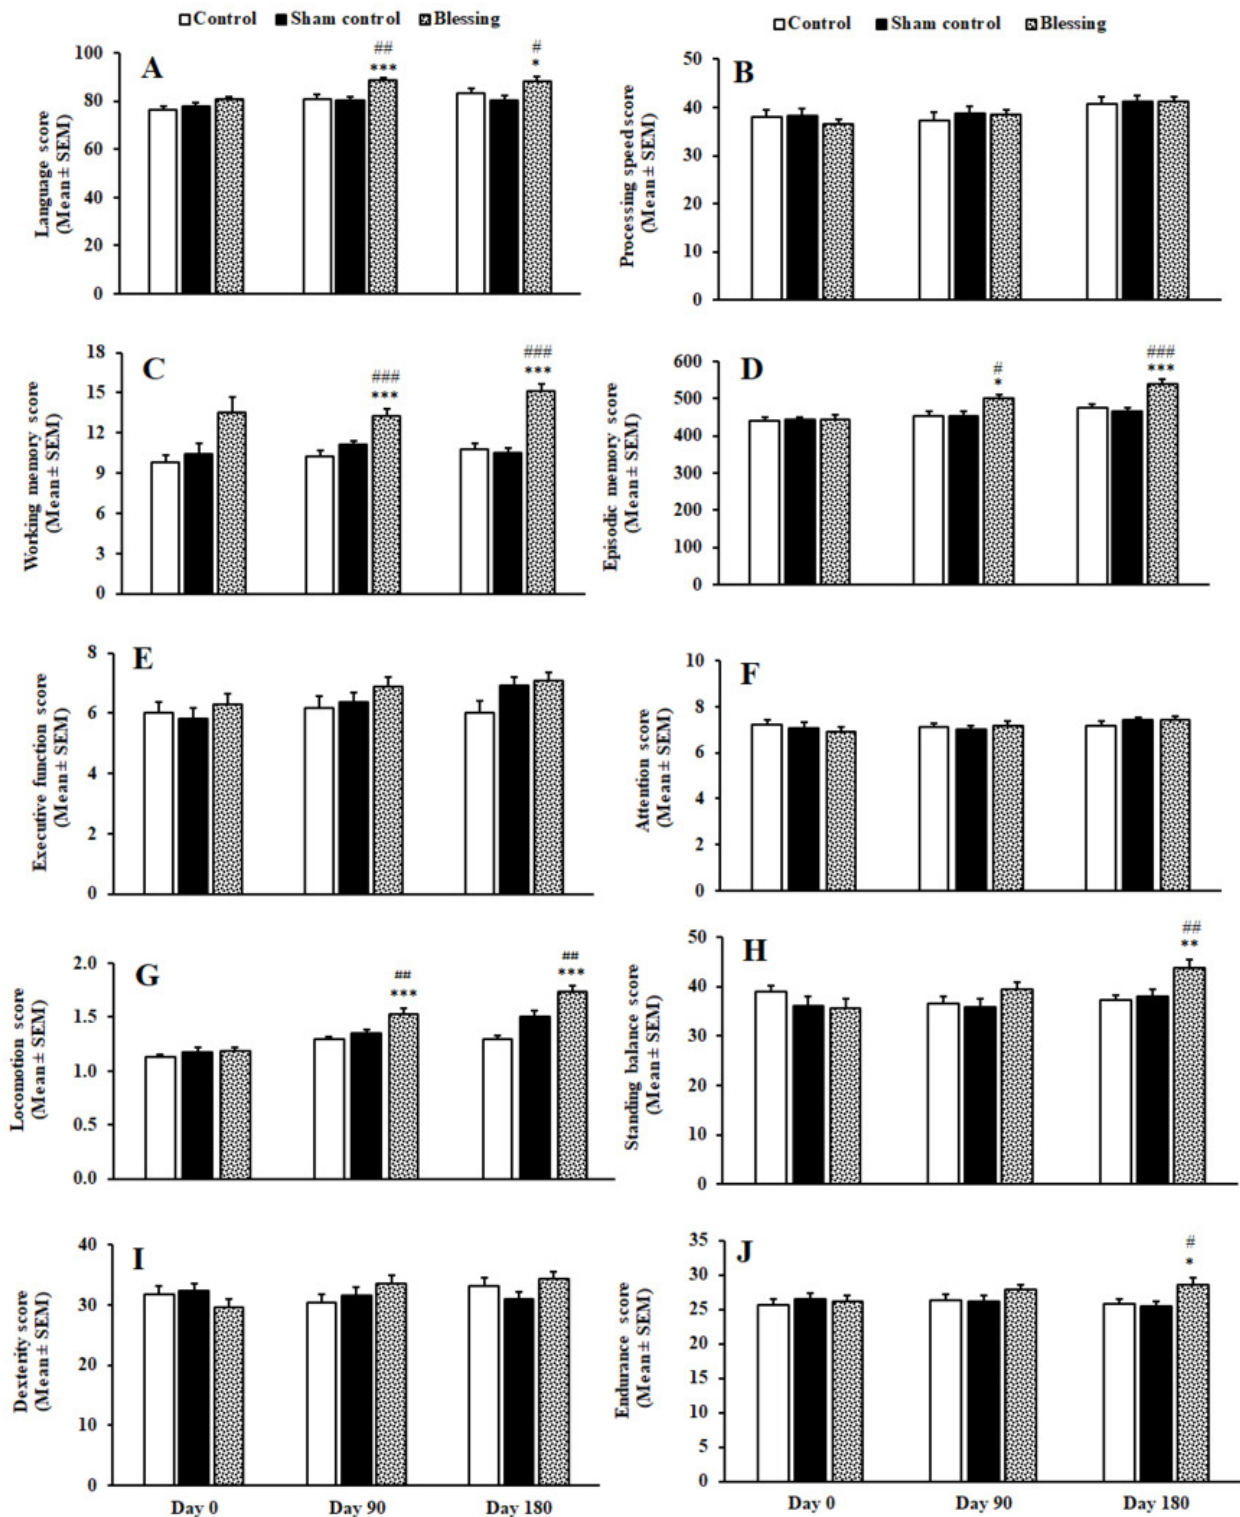 Control Sham control Blessing
Control Sham control Blessing
A
Language score
(Mean ± SEM)
100
80
60
40
20
0
##
***
#
*
B
Processing speed score
(Mean ± SEM)
50
40
30
20
10
0
C
Working memory score
(Mean ± SEM)
18
15
12
9
6
3
0
###
***
###
***
D
Episodic memory score
(Mean ± SEM)
600
500
400
300
200
100
0
#
*
###
***
E
Executive function score
(Mean ± SEM)
8
6
4
2
0
F
Attention score
(Mean ± SEM)
10
8
6
4
2
0
G
Locomotion score
(Mean ± SEM)
2.0
1.5
1.0
0.5
0.0
##
***
##
***
H
Standing balance score
(Mean ± SEM)
50
40
30
20
10
0
##
**
I
Dexterity score
(Mean ± SEM)
40
30
20
10
0
Day 0 Day 90 Day 180
J
Endurance score
(Mean ± SEM)
35
30
25
20
15
10
5
0
#
*
Day 0 Day 90 Day 180